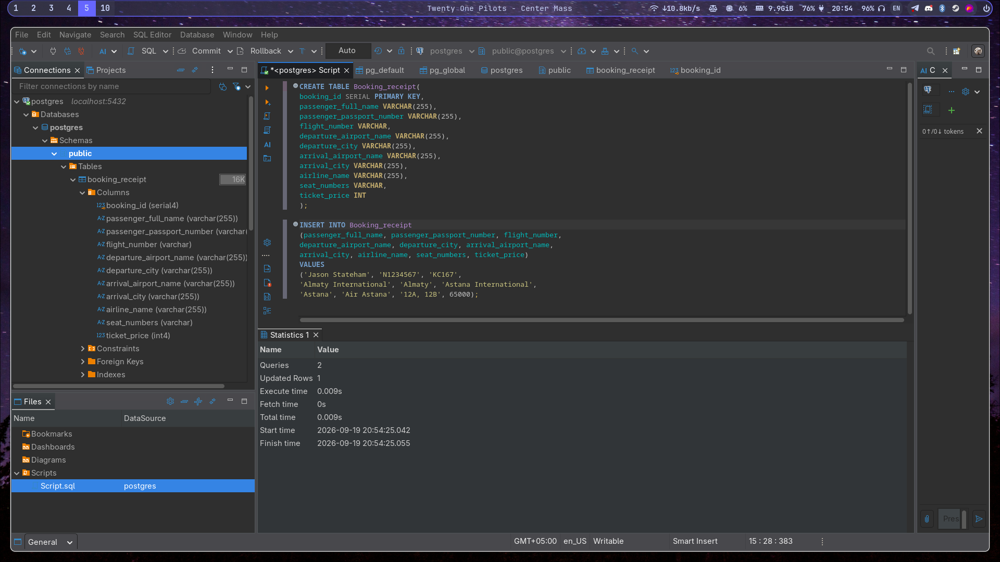 1 2 3 4 5 10
Twenty One Pilots - Center Mass
↓10.8kb/s 6% 9.9GiB 76% 20:54 96% EN
File Edit Navigate Search SQL Editor Database Window Help
AI SQL Commit Rollback T Auto postgres public@postgres
Connections Projects
Filter connections by name
postgres localhost:5432
Databases
postgres
Schemas
public
Tables
booking_receipt 16K
Columns
123 booking_id (serial4)
A-Z passenger_full_name (varchar(255))
A-Z passenger_passport_number (varchar(
A-Z flight_number (varchar)
A-Z departure_airport_name (varchar(255))
A-Z departure_city (varchar(255))
A-Z arrival_airport_name (varchar(255))
A-Z arrival_city (varchar(255))
A-Z airline_name (varchar(255))
A-Z seat_numbers (varchar)
123 ticket_price (int4)
Constraints
Foreign Keys
Indexes
Files
Name DataSource
Bookmarks
Dashboards
Diagrams
Scripts
Script.sql postgres
*<postgres> Script pg_default pg_global postgres public booking_receipt 123 booking_id
CREATE TABLE Booking_receipt(
booking_id SERIAL PRIMARY KEY,
passenger_full_name VARCHAR(255),
passenger_passport_number VARCHAR(255),
flight_number VARCHAR,
departure_airport_name VARCHAR(255),
departure_city VARCHAR(255),
arrival_airport_name VARCHAR(255),
arrival_city VARCHAR(255),
airline_name VARCHAR(255),
seat_numbers VARCHAR,
ticket_price INT
);
INSERT INTO Booking_receipt
(passenger_full_name, passenger_passport_number, flight_number,
departure_airport_name, departure_city, arrival_airport_name,
arrival_city, airline_name, seat_numbers, ticket_price)
VALUES
('Jason Stateham', 'N1234567', 'KC167',
'Almaty International', 'Almaty', 'Astana International',
'Astana', 'Air Astana', '12A, 12B', 65000);
AI
Statistics 1
Name Value
Queries 2
Updated Rows 1
Execute time 0.009s
Fetch time 0s
Total time 0.009s
Start time 2026-09-19 20:54:25.042
Finish time 2026-09-19 20:54:25.055
AI C
0↑/0↓ tokens
Pres
General
GMT+05:00 en_US Writable Smart Insert 15 : 28 : 383